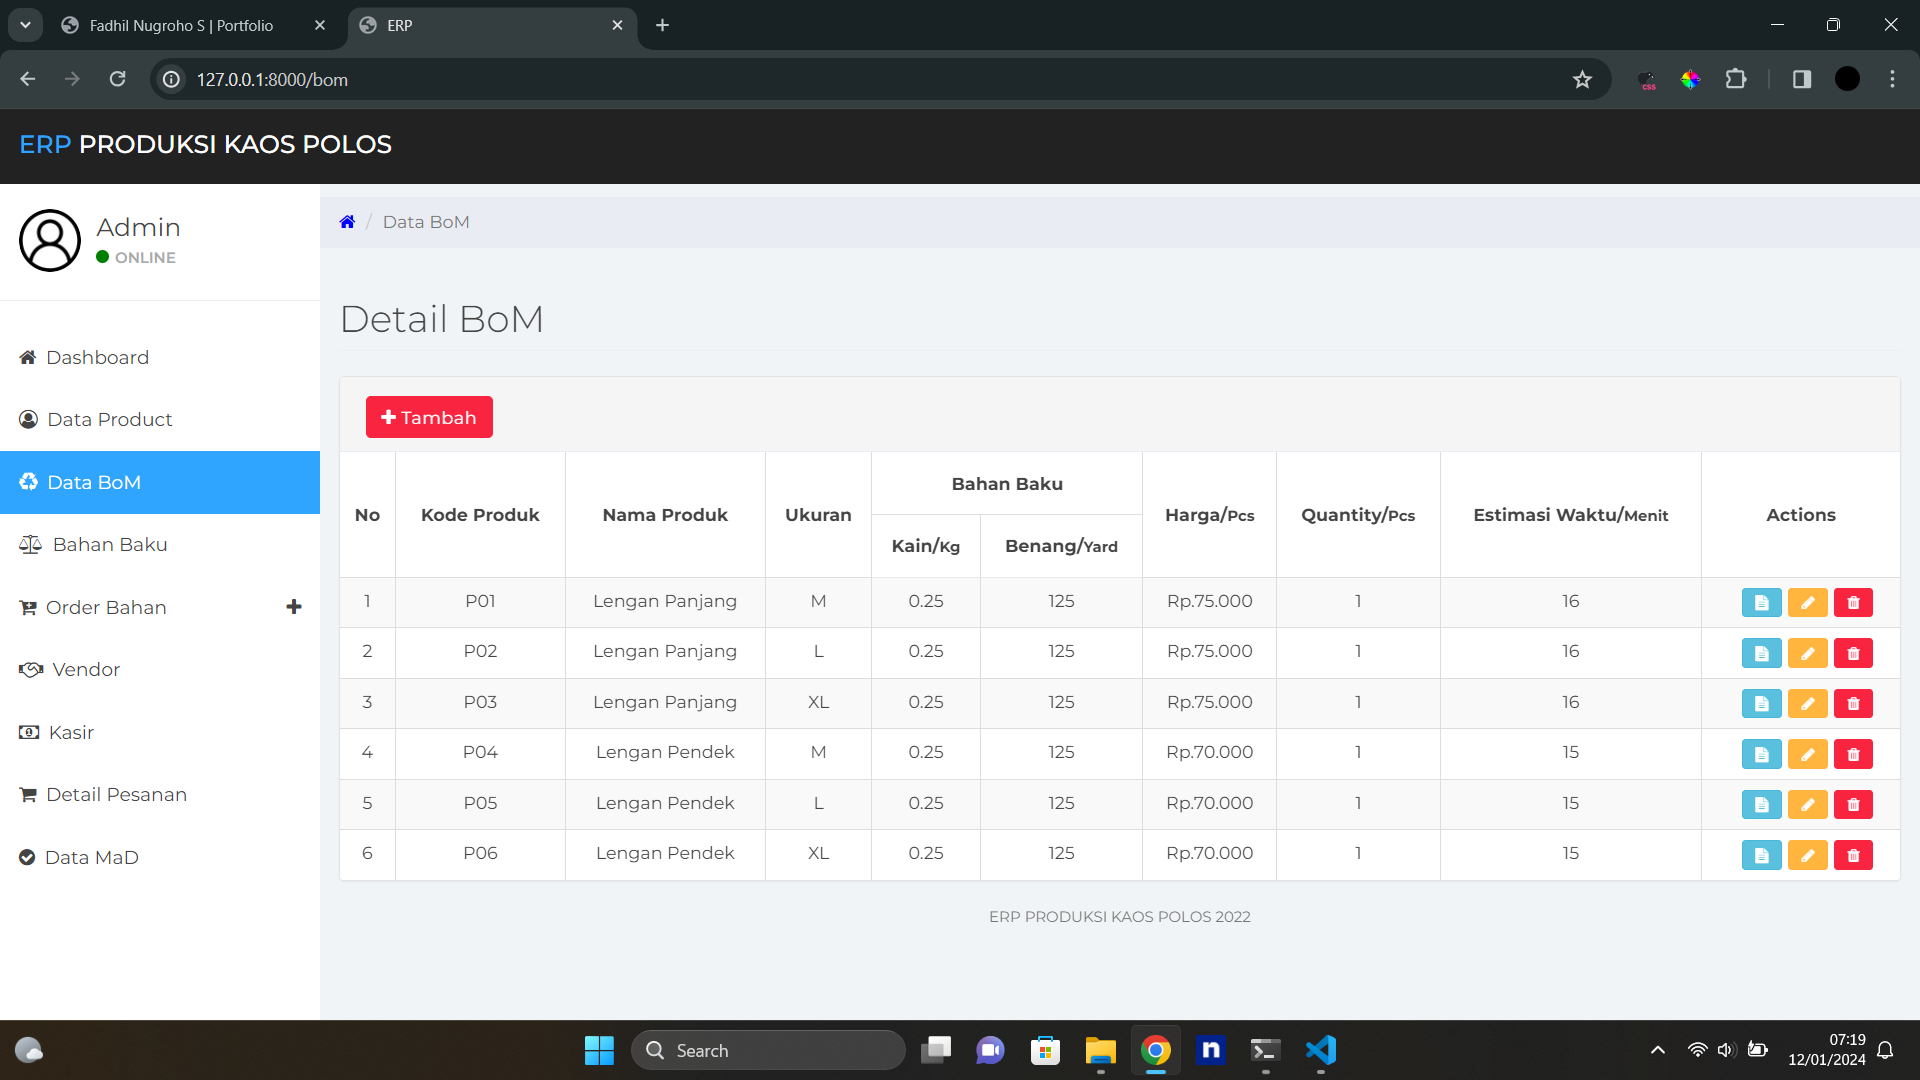 Fadhil Nugroho S | Portfolio
ERP
127.0.0.1:8000/bom
ERP PRODUKSI KAOS POLOS
Admin
ONLINE
Dashboard
Data Product
Data BoM
Bahan Baku
Order Bahan
Vendor
Kasir
Detail Pesanan
Data MaD
/ Data BoM
Detail BoM
Tambah
No Kode Produk Nama Produk Ukuran Bahan Baku Harga/Pcs Quantity/Pcs Estimasi Waktu/Menit Actions
Kain/Kg Benang/Yard
1 P01 Lengan Panjang M 0.25 125 Rp.75.000 1 16
2 P02 Lengan Panjang L 0.25 125 Rp.75.000 1 16
3 P03 Lengan Panjang XL 0.25 125 Rp.75.000 1 16
4 P04 Lengan Pendek M 0.25 125 Rp.70.000 1 15
5 P05 Lengan Pendek L 0.25 125 Rp.70.000 1 15
6 P06 Lengan Pendek XL 0.25 125 Rp.70.000 1 15
ERP PRODUKSI KAOS POLOS 2022
Search
07:19
12/01/2024